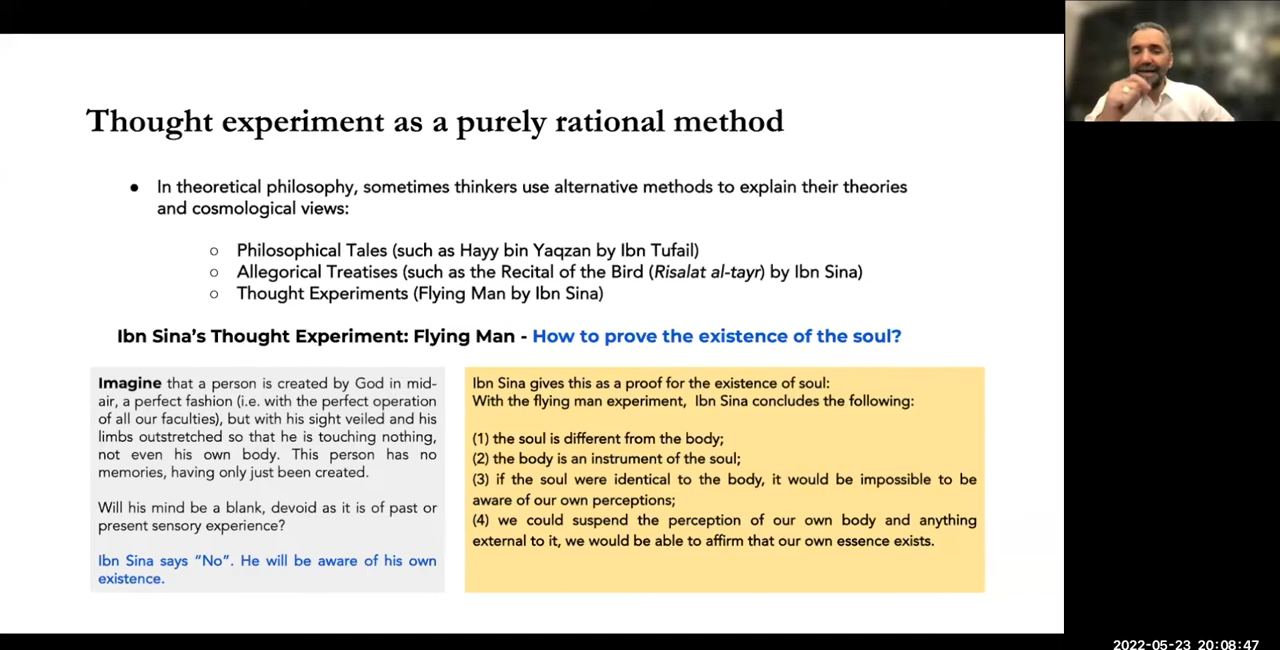 Thought experiment as a purely rational method
● In theoretical philosophy, sometimes thinkers use alternative methods to explain their theories
and cosmological views:
○ Philosophical Tales (such as Hayy bin Yaqzan by Ibn Tufail)
○ Allegorical Treatises (such as the Recital of the Bird (Risalat al-tayr) by Ibn Sina)
○ Thought Experiments (Flying Man by Ibn Sina)
Ibn Sina's Thought Experiment: Flying Man - How to prove the existence of the soul?
Imagine that a person is created by God in mid-
air, a perfect fashion (i.e. with the perfect operation
of all our faculties), but with his sight veiled and his
limbs outstretched so that he is touching nothing,
not even his own body. This person has no
memories, having only just been created.
Will his mind be a blank, devoid as it is of past or
present sensory experience?
Ibn Sina says "No". He will be aware of his own
existence.
Ibn Sina gives this as a proof for the existence of soul:
With the flying man experiment, Ibn Sina concludes the following:
(1) the soul is different from the body;
(2) the body is an instrument of the soul;
(3) if the soul were identical to the body, it would be impossible to be
aware of our own perceptions;
(4) we could suspend the perception of our own body and anything
external to it, we would be able to affirm that our own essence exists.
2022-05-23 20:08:47